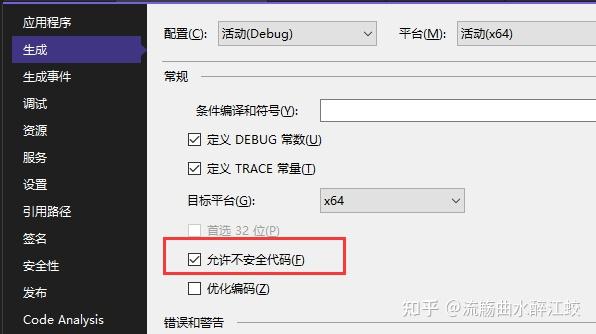 应用程序
生成
生成事件
调试
资源
服务
设置
引用路径
签名
安全性
发布
Code Analysis
配置(C): 活动(Debug) 平台(M): 活动(x64)
常规
条件编译和符号(Y):
定义 DEBUG 常数(U)
定义 TRACE 常量(T)
目标平台(G): x64
首选 32 位(P)
允许不安全代码(F)
优化编码(Z)
错误和警告
知乎 @流觞曲水醉江蛟